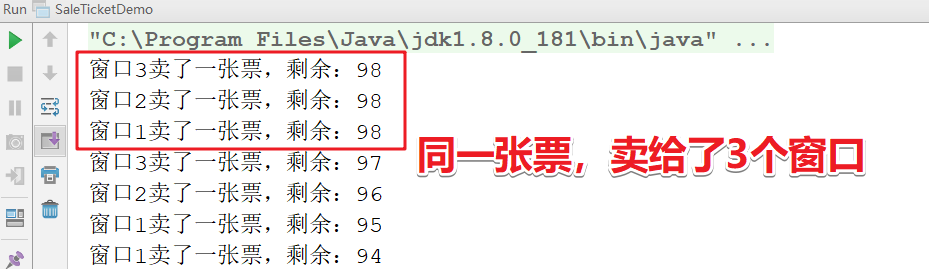 Run SaleTicketDemo
"C:\Program Files\Java\jdk1.8.0_181\bin\java" ...
窗口3卖了一张票，剩余：98
窗口2卖了一张票，剩余：98
窗口1卖了一张票，剩余：98
同一张票，卖给了3个窗口
窗口3卖了一张票，剩余：97
窗口2卖了一张票，剩余：96
窗口1卖了一张票，剩余：95
窗口1卖了一张票，剩余：94